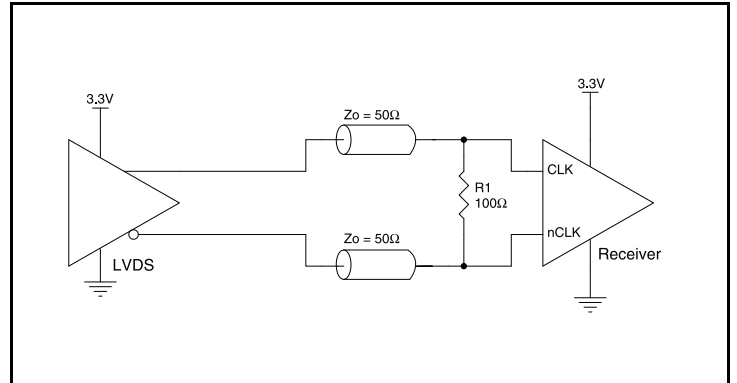 3.3V
3.3V
Zo = 50Ω
CLK
R1
100Ω
nCLK
Zo = 50Ω
Receiver
LVDS